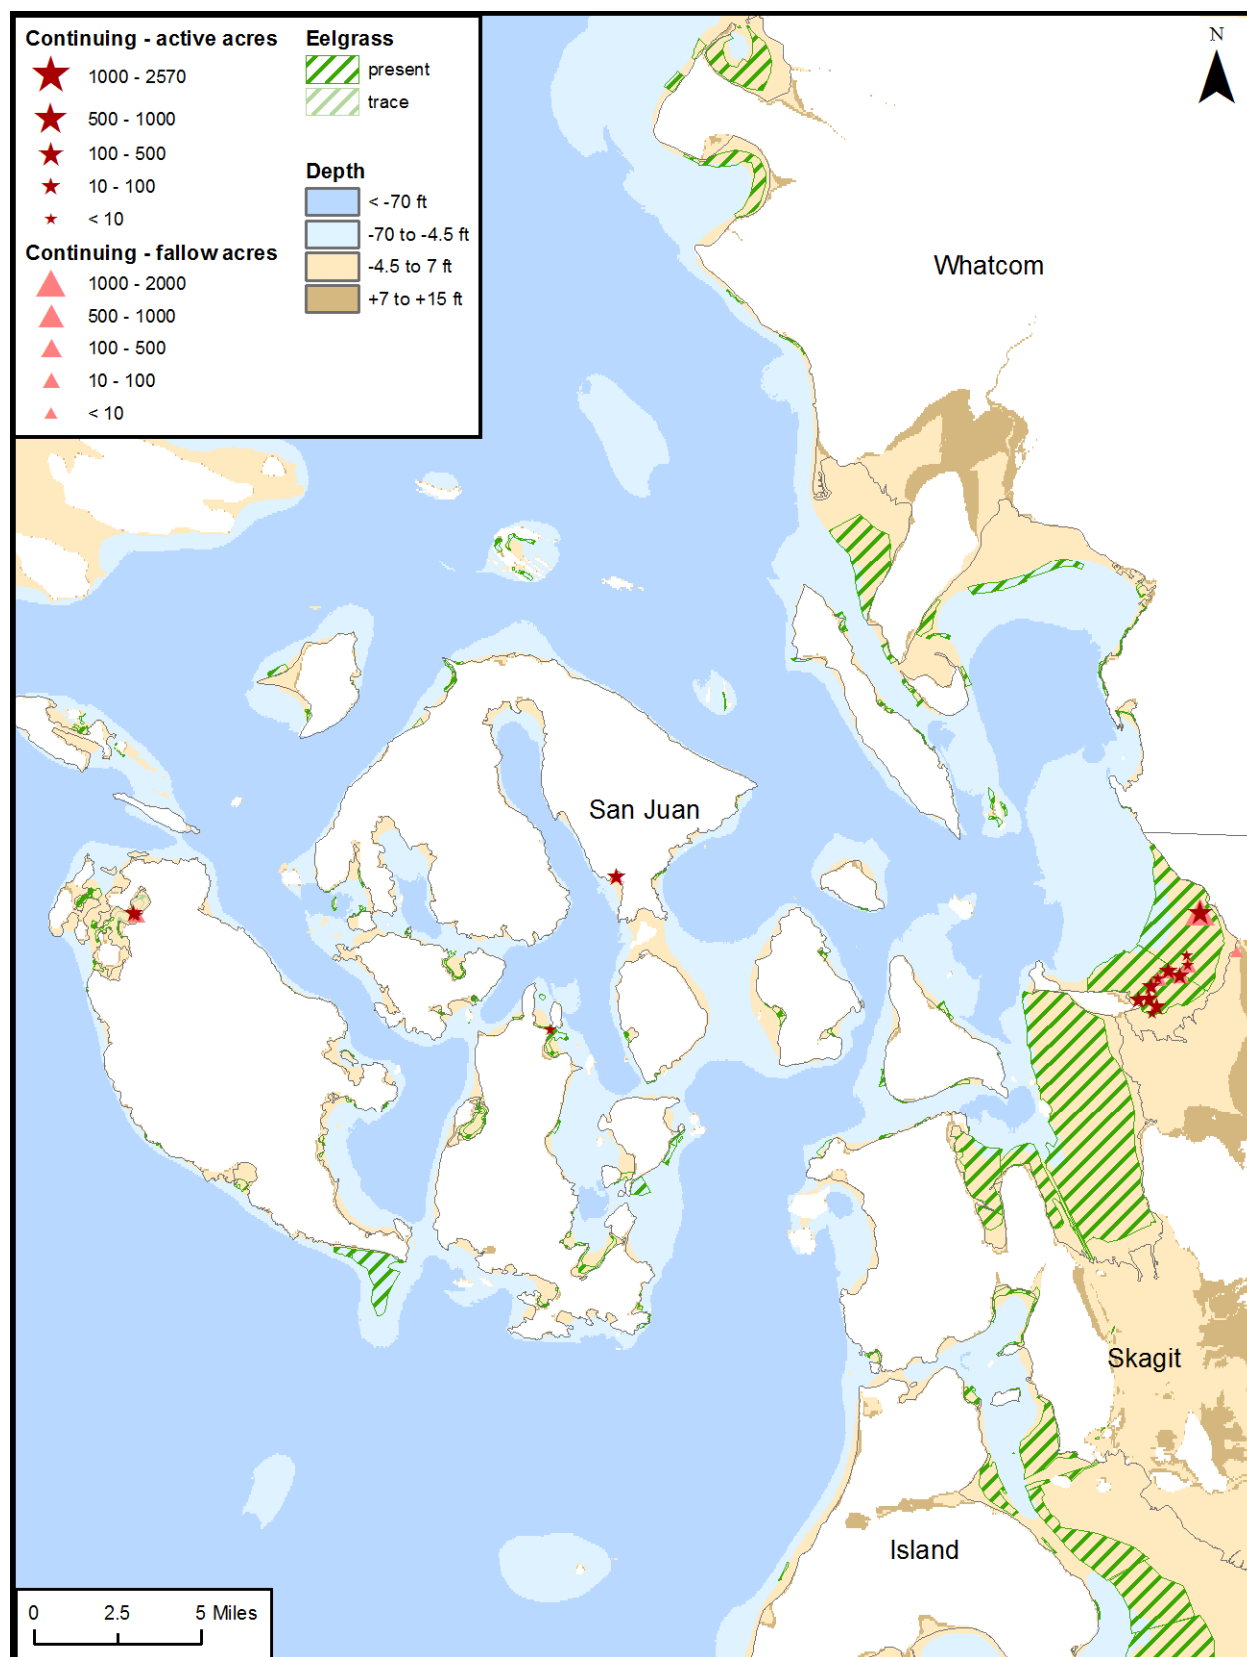 Continuing - active acres
1000 - 2570
500 - 1000
100 - 500
10 - 100
< 10
Continuing - fallow acres
1000 - 2000
500 - 1000
100 - 500
10 - 100
< 10
Eelgrass
present
trace
Depth
< -70 ft
-70 to -4.5 ft
-4.5 to 7 ft
+7 to +15 ft
N
Whatcom
San Juan
Skagit
Island
0 2.5 5 Miles